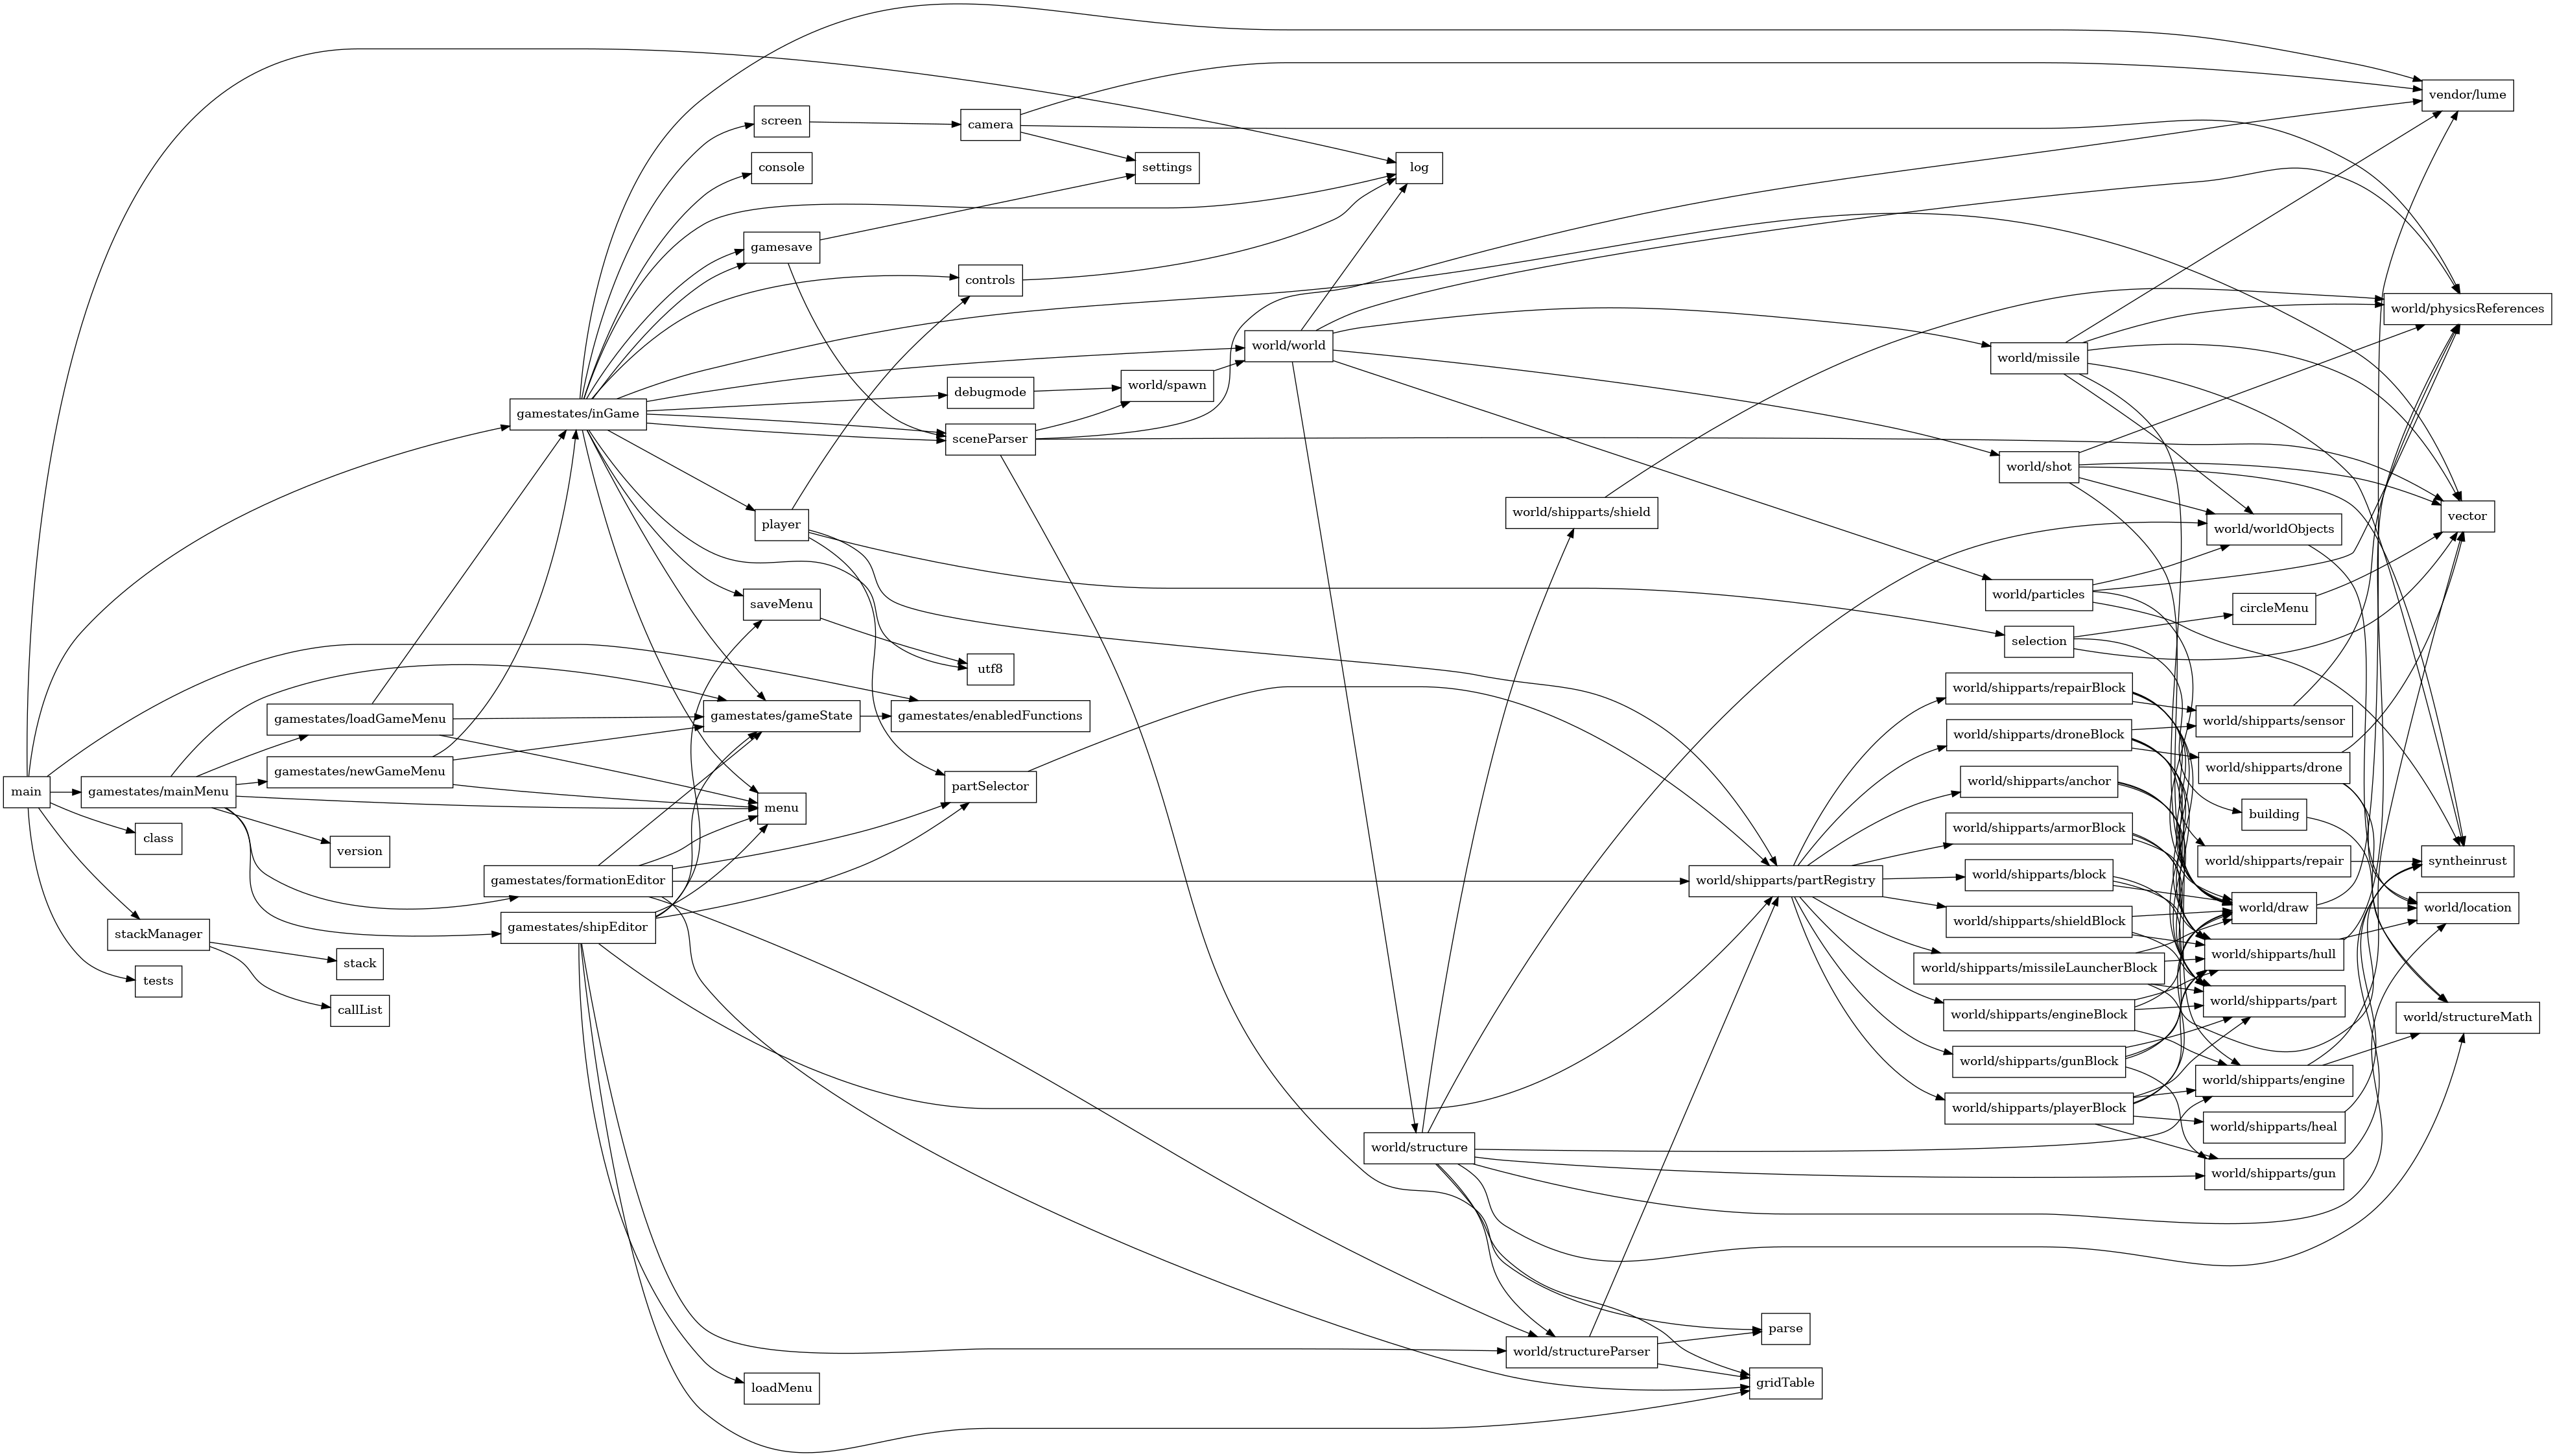 main
gamestates/mainMenu
class
stackManager
tests
gamestates/loadGameMenu
gamestates/newGameMenu
version
stack
callList
gamestates/inGame
gamestates/formationEditor
gamestates/shipEditor
screen
console
gamesave
player
saveMenu
gamestates/gameState
menu
loadMenu
camera
controls
debugmode
sceneParser
utf8
gamestates/enabledFunctions
partSelector
settings
world/spawn
world/world
log
world/structure
world/shipparts/shield
world/structureParser
world/shipparts/partRegistry
parse
gridTable
world/missile
world/shot
world/particles
selection
world/shipparts/repairBlock
world/shipparts/droneBlock
world/shipparts/anchor
world/shipparts/armorBlock
world/shipparts/block
world/shipparts/shieldBlock
world/shipparts/missileLauncherBlock
world/shipparts/engineBlock
world/shipparts/gunBlock
world/shipparts/playerBlock
world/worldObjects
circleMenu
world/shipparts/sensor
world/shipparts/drone
building
world/shipparts/repair
world/draw
world/shipparts/hull
world/shipparts/part
world/shipparts/engine
world/shipparts/heal
world/shipparts/gun
vendor/lume
world/physicsReferences
vector
syntheinrust
world/location
world/structureMath